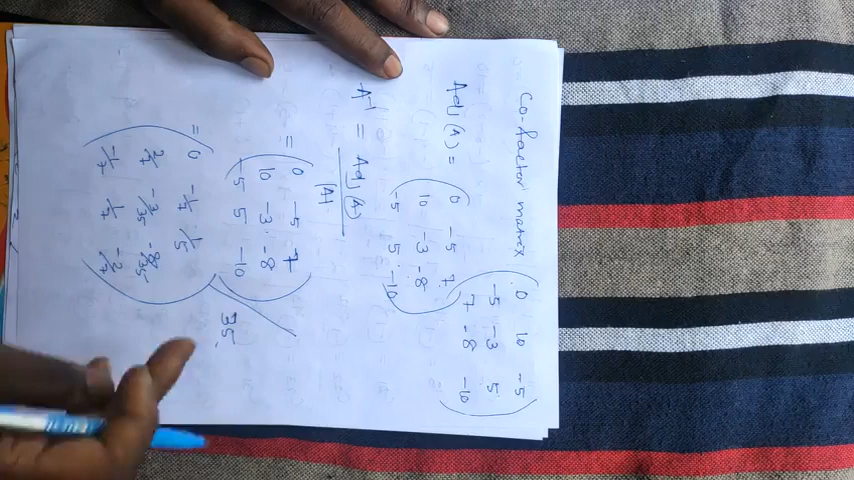 Co-factor matrex
0 10 -5
-5 -3 5
7 -8 -10
Adj (A) =
0 -5 7
10 -3 -8
-5 5 -10
A-1 = Adj (A) / |A|
=
0 -5 7
10 -3 -8
-5 5 -10
/ 35
=
0 -1/7 1/5
2/7 -3/35 -8/35
-1/7 1/7 -2/7